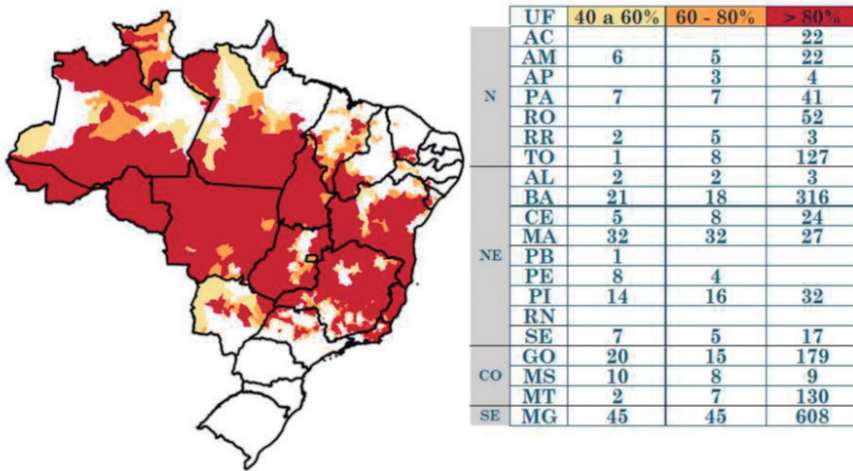 UF 40 a 60% 60 - 80% > 80%
AC 22
AM 6 5 22
AP 3 4
N PA 7 7 41
RO 52
RR 2 5 3
TO 1 8 127
AL 2 2 3
BA 21 18 316
CE 5 8 24
MA 32 32 27
NE PB 1
PE 8 4
PI 14 16 32
RN
SE 7 5 17
GO 20 15 179
CO MS 10 8 9
MT 2 7 130
SE MG 45 45 608